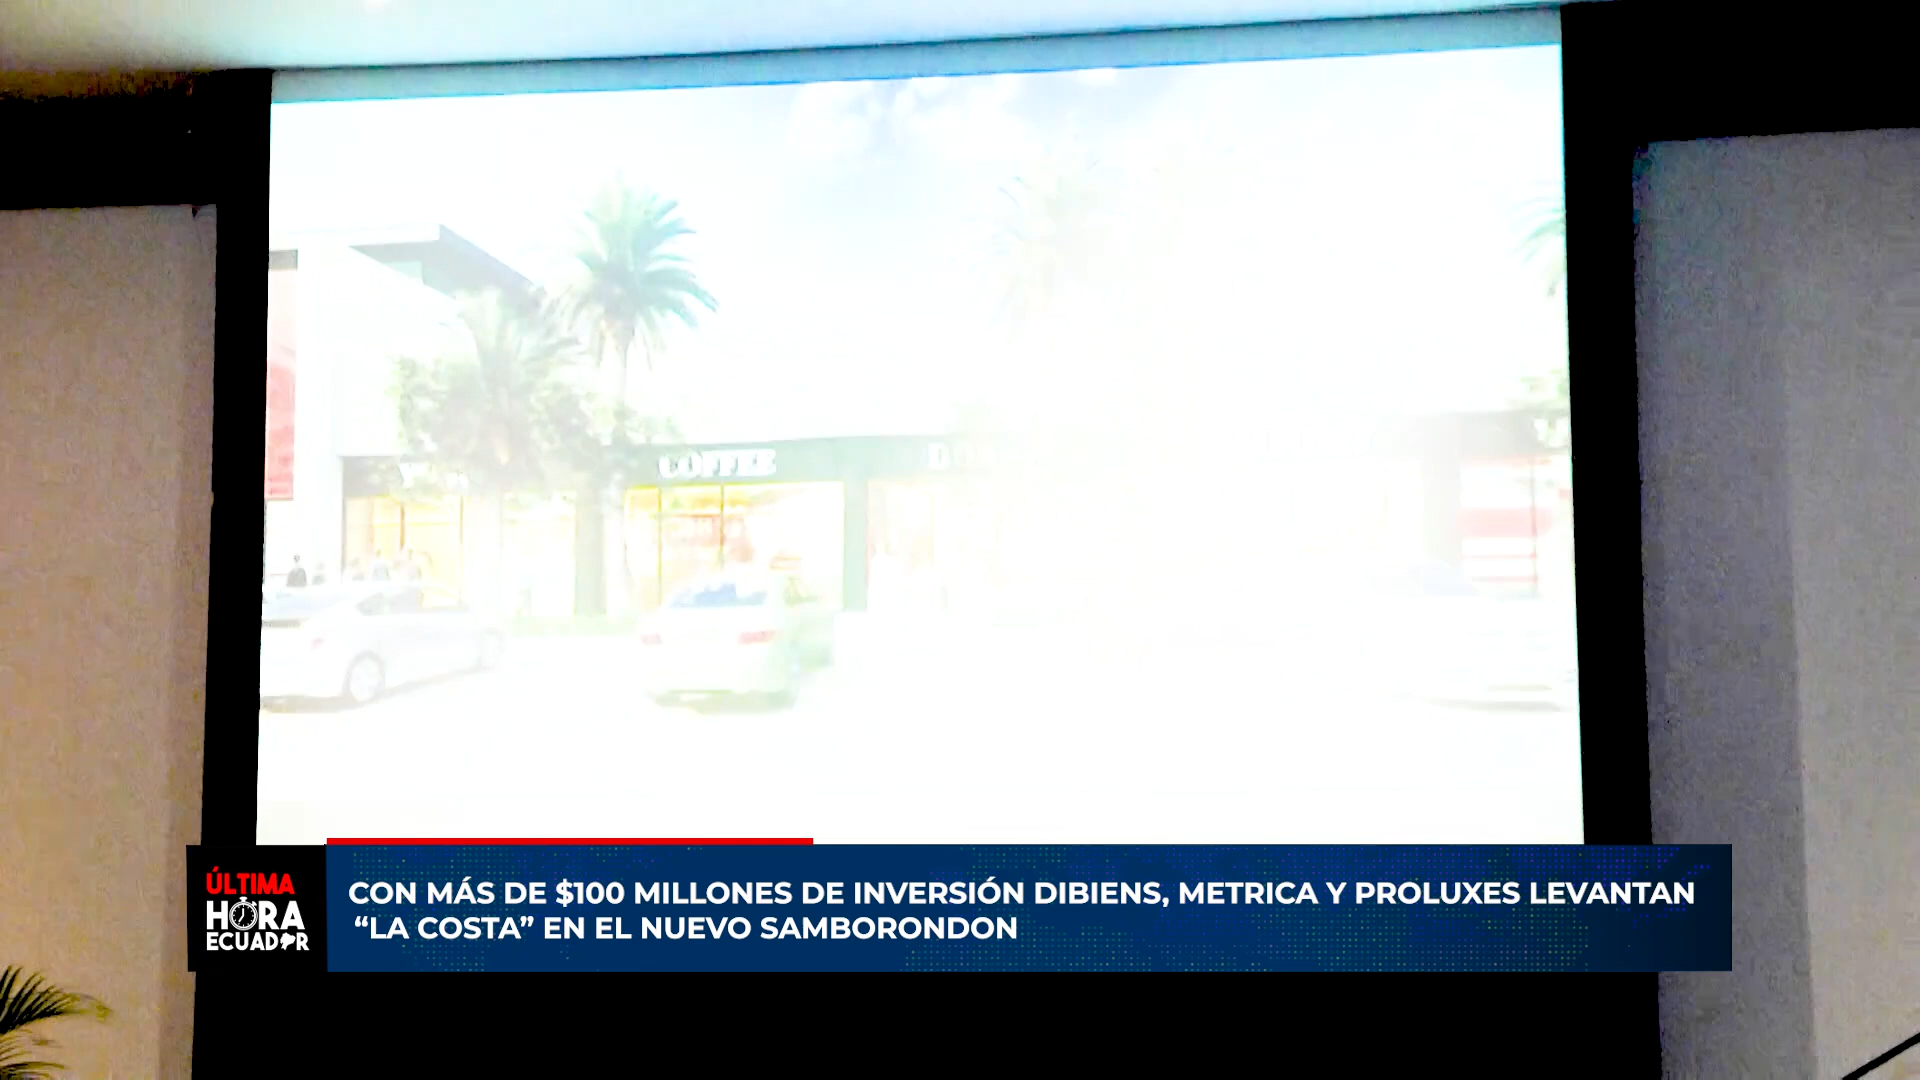 COFFEE
ÚLTIMA
HORA
ECUADOR
CON MÁS DE $100 MILLONES DE INVERSIÓN DIBIENS, METRICA Y PROLUXES LEVANTAN
“LA COSTA” EN EL NUEVO SAMBORONDON